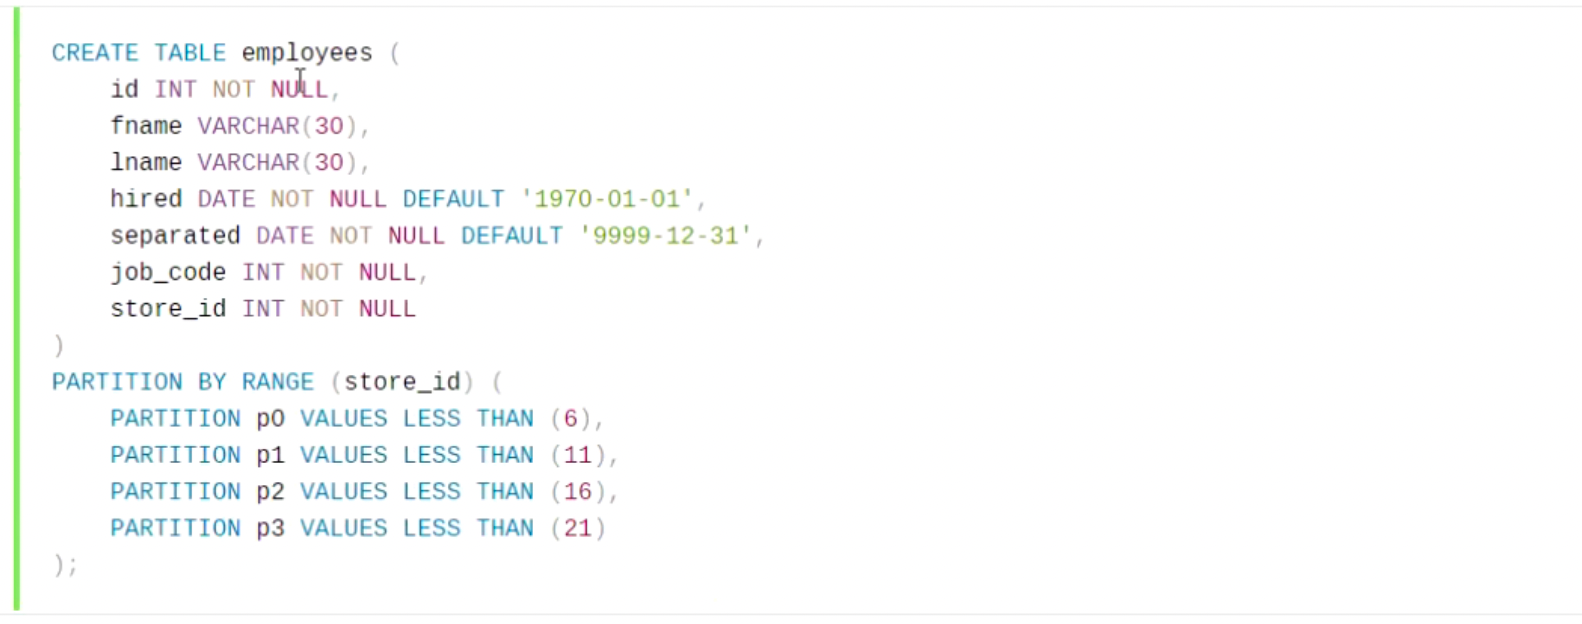 CREATE TABLE employees (
    id INT NOT NULL,
    fname VARCHAR(30),
    lname VARCHAR(30),
    hired DATE NOT NULL DEFAULT '1970-01-01',
    separated DATE NOT NULL DEFAULT '9999-12-31',
    job_code INT NOT NULL,
    store_id INT NOT NULL
)
PARTITION BY RANGE (store_id) (
    PARTITION p0 VALUES LESS THAN (6),
    PARTITION p1 VALUES LESS THAN (11),
    PARTITION p2 VALUES LESS THAN (16),
    PARTITION p3 VALUES LESS THAN (21)
);